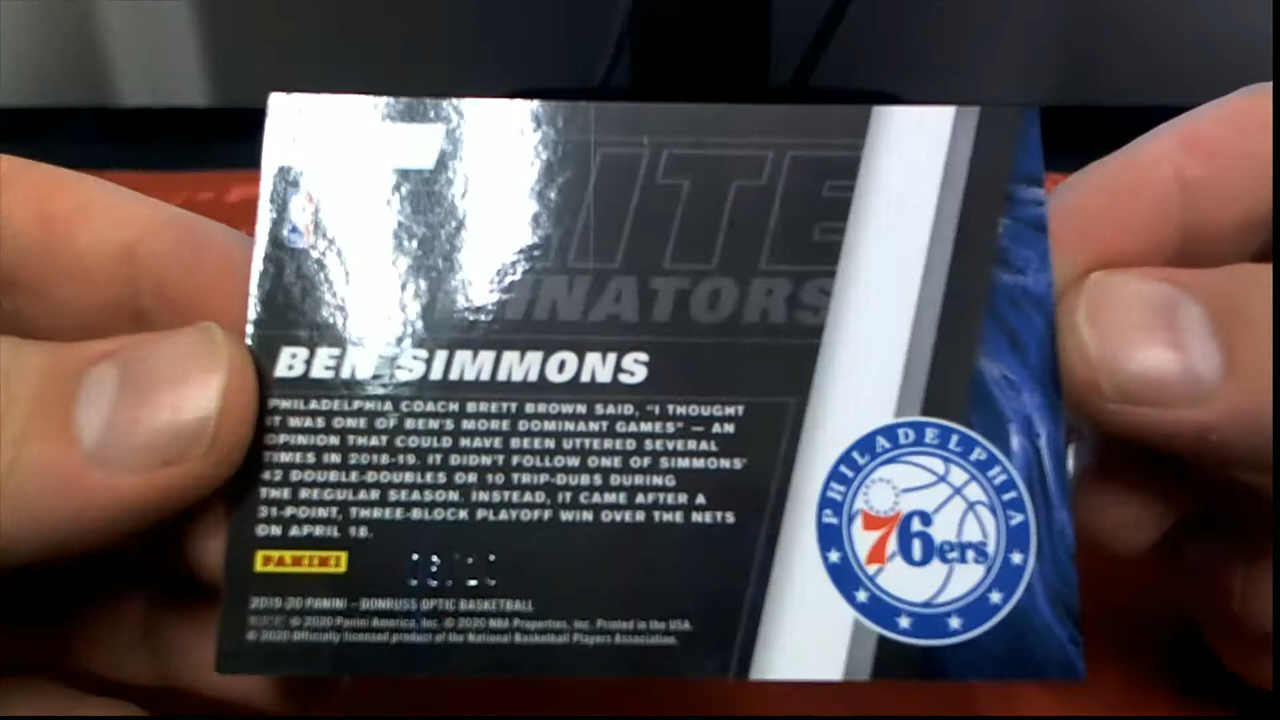 ITE
INATORS
BEN SIMMONS
PHILADELPHIA COACH BRETT BROWN SAID, "I THOUGHT
IT WAS ONE OF BEN'S MORE DOMINANT GAMES" — AN
OPINION THAT COULD HAVE BEEN UTTERED SEVERAL
TIMES IN 2018-19. IT DIDN'T FOLLOW ONE OF SIMMONS'
42 DOUBLE-DOUBLES OR 10 TRIP-DUBS DURING
THE REGULAR SEASON. INSTEAD, IT CAME AFTER A
31-POINT, THREE-BLOCK PLAYOFF WIN OVER THE NETS
ON APRIL 18.
PANINI
2019-20 PANINI – DONRUSS OPTIC BASKETBALL
© 2020 Panini America, Inc. © 2020 NBA Properties, Inc. Printed in the USA.
© 2020 Officially licensed product of the National Basketball Players Association.
PHILADELPHIA
76ers